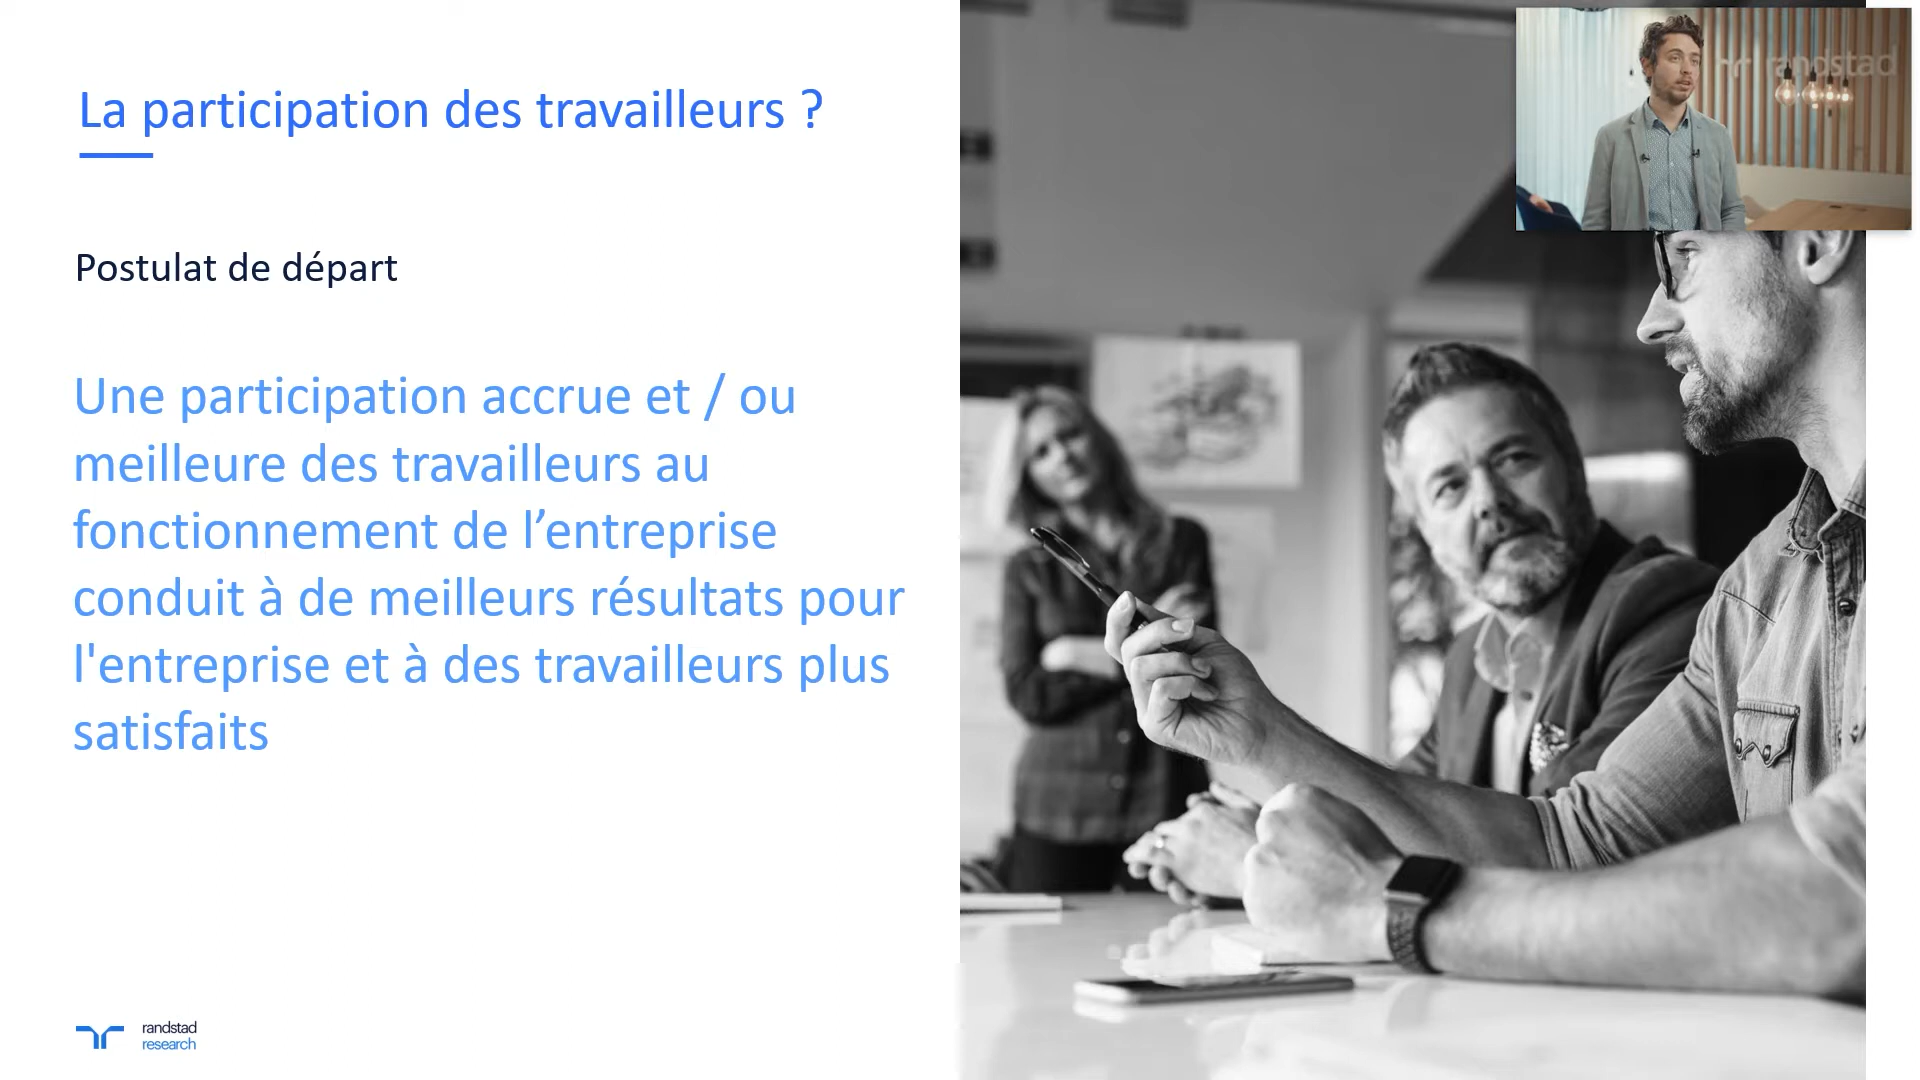 La participation des travailleurs ?
randstad
Postulat de départ
Une participation accrue et / ou
meilleure des travailleurs au
fonctionnement de l’entreprise
conduit à de meilleurs résultats pour
l'entreprise et à des travailleurs plus
satisfaits
randstad
research